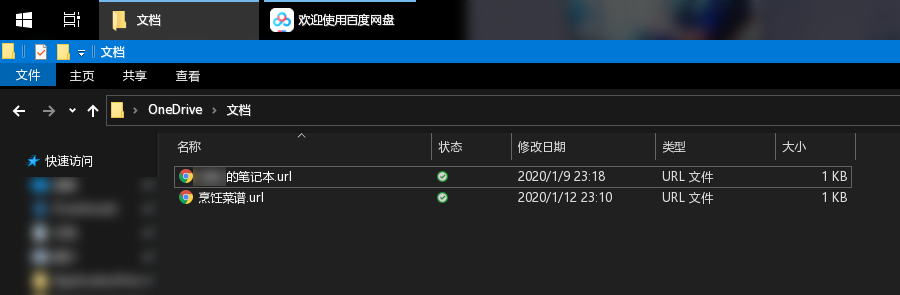 文档
欢迎使用百度网盘
文档
文件 主页 共享 查看
OneDrive 文档
名称 状态 修改日期 类型 大小
快速访问
的笔记本.url 2020/1/9 23:18 URL 文件 1 KB
烹饪菜谱.url 2020/1/12 23:10 URL 文件 1 KB